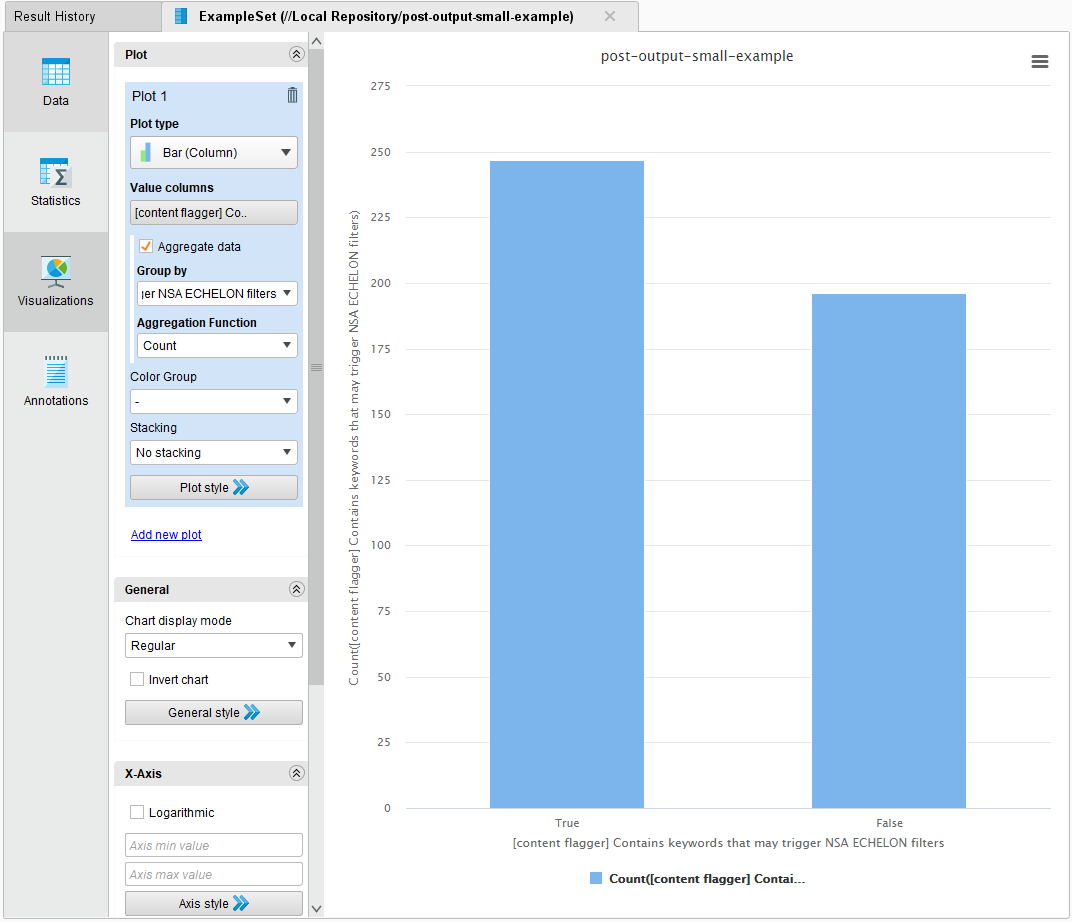 Result History
ExampleSet (//Local Repository/post-output-small-example)
Data
Statistics
Visualizations
Annotations
Plot
Plot 1
Plot type
Bar (Column)
Value columns
[content flagger] Co..
Aggregate data
Group by
ger NSA ECHELON filters
Aggregation Function
Count
Color Group
-
Stacking
No stacking
Plot style
Add new plot
General
Chart display mode
Regular
Invert chart
General style
X-Axis
Logarithmic
Axis min value
Axis max value
Axis style
post-output-small-example
Count([content flagger] Contains keywords that may trigger NSA ECHELON filters)
275
250
225
200
175
150
125
100
75
50
25
0
True
False
[content flagger] Contains keywords that may trigger NSA ECHELON filters
Count([content flagger] Contai...